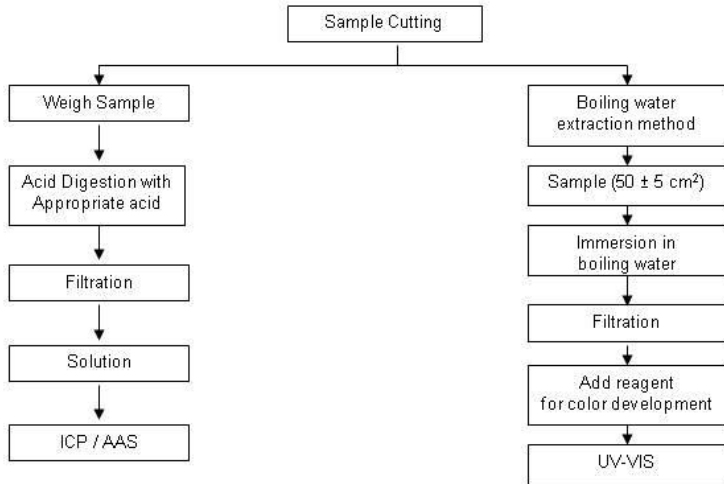 Sample Cutting
Weigh Sample
Acid Digestion with
Appropriate acid
Filtration
Solution
ICP / AAS
Boiling water
extraction method
Sample (50 ± 5 cm²)
Immersion in
boiling water
Filtration
Add reagent
for color development
UV-VIS